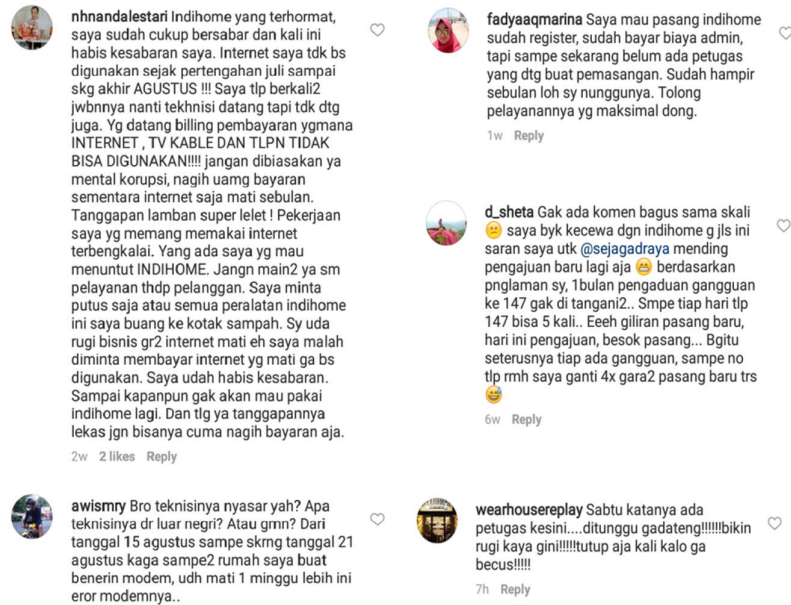 nhnandalestari Indihome yang terhormat,
saya sudah cukup bersabar dan kali ini
habis kesabaran saya. Internet saya tdk bs
digunakan sejak pertengahan juli sampai
skg akhir AGUSTUS !!! Saya tlp berkali2
jwbnnya nanti tekhnisi datang tapi tdk dtg
juga. Yg datang billing pembayaran ygmana
INTERNET , TV KABLE DAN TLPN TIDAK
BISA DIGUNAKAN!!!! jangan dibiasakan ya
mental korupsi, nagih uamg bayaran
sementara internet saja mati sebulan.
Tanggapan lamban super lelet ! Pekerjaan
saya yg memang memakai internet
terbengkalai. Yang ada saya yg mau
menuntut INDIHOME. Jangn main2 ya sm
pelayanan thdp pelanggan. Saya minta
putus saja atau semua peralatan indihome
ini saya buang ke kotak sampah. Sy uda
rugi bisnis gr2 internet mati eh saya malah
diminta membayar internet yg mati ga bs
digunakan. Saya udah habis kesabaran.
Sampai kapanpun gak akan mau pakai
indihome lagi. Dan tlg ya tanggapannya
lekas jgn bisanya cuma nagih bayaran aja.
2w 2 likes Reply
awismry Bro teknisinya nyasar yah? Apa
teknisinya dr luar negri? Atau gmn? Dari
tanggal 15 agustus sampe skrng tanggal 21
agustus kaga sampe2 rumah saya buat
benerin modem, udh mati 1 minggu lebih ini
eror modemnya..
fadyaaqmarina Saya mau pasang indihome
sudah register, sudah bayar biaya admin,
tapi sampe sekarang belum ada petugas
yang dtg buat pemasangan. Sudah hampir
sebulan loh sy nunggunya. Tolong
pelayanannya yg maksimal dong.
1w Reply
d_sheta Gak ada komen bagus sama skali
🙁 saya byk kecewa dgn indihome g jls ini
saran saya utk @sejagadraya mending
pengajuan baru lagi aja 😁 berdasarkan
pnglaman sy, 1bulan pengaduan gangguan
ke 147 gak di tangani2.. Smpe tiap hari tlp
147 bisa 5 kali.. Eeeh giliran pasang baru,
hari ini pengajuan, besok pasang... Bgitu
seterusnya tiap ada gangguan, sampe no
tlp rmh saya ganti 4x gara2 pasang baru trs
😅
6w Reply
wearhousereplay Sabtu katanya ada
petugas kesini....ditunggu gadateng!!!!!!bikin
rugi kaya gini!!!!!tutup aja kali kalo ga
becus!!!!!
7h Reply